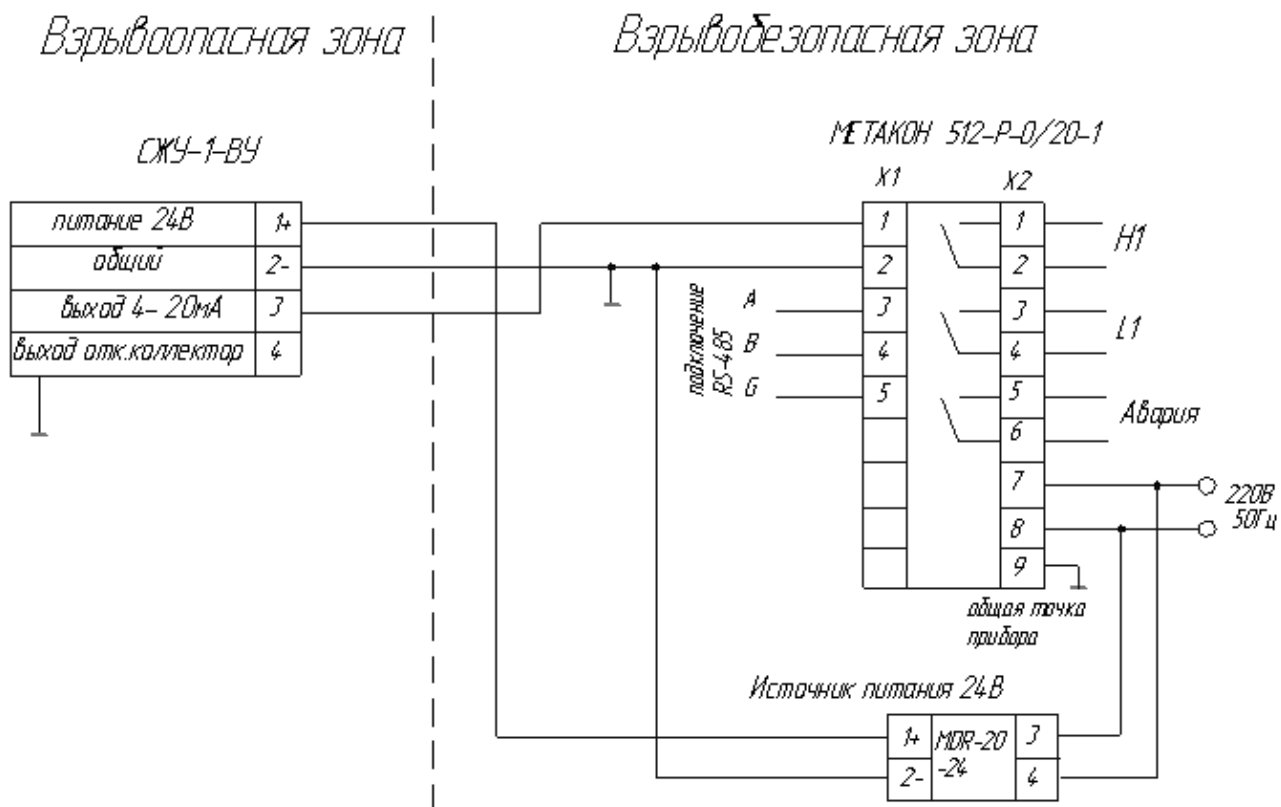 Взрывоопасная зона
Взрывобезопасная зона
СЖУ-1-ВУ
питание 24В 1+
общий 2-
выход 4- 20мА 3
выход отк.коллектор 4
МЕТАКОН 512-Р-0/20-1
X1
X2
1
2
3
4
5
1
2
3
4
5
6
7
8
9
H1
L1
Авария
подключение
RS-485
A
B
G
220В
50Гц
общая точка
прибора
Источник питания 24В
1+
2-
MDR-20
-24
3
4